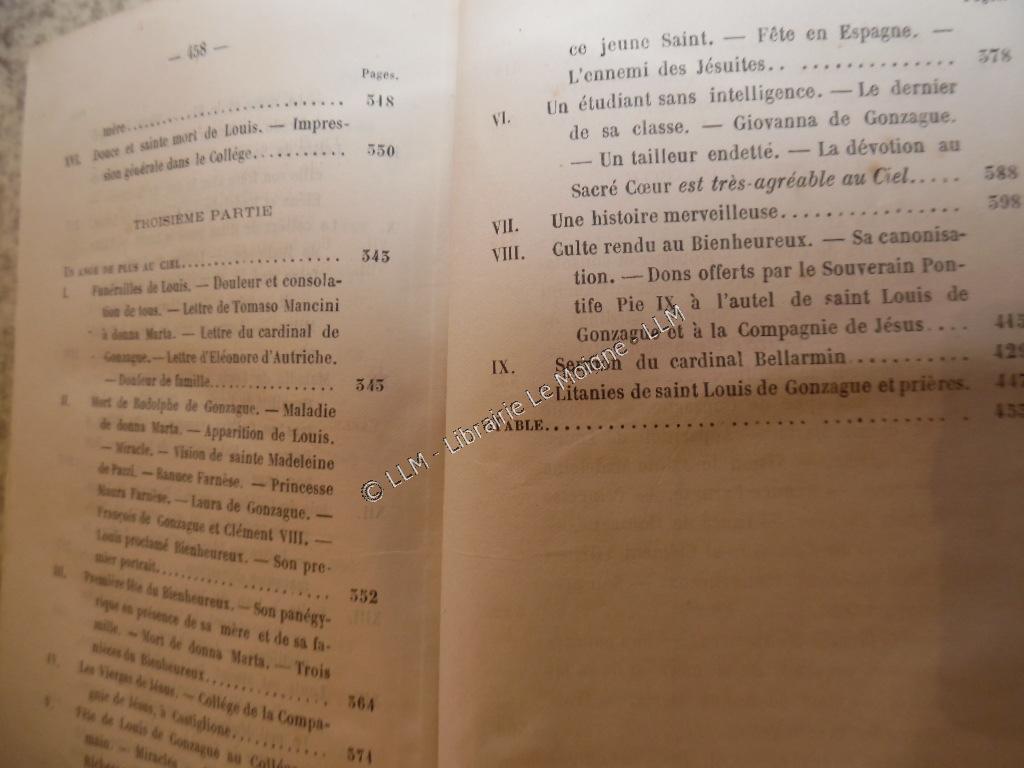 — 458 —
Pages.
mère 318
XVI. Douce et sainte mort de Louis. — Impres-
sion générale dans le Collége 330
TROISIÈME PARTIE
UN ANGE DE PLUS AU CIEL 343
I. Funérailles de Louis. — Douleur et consola-
tion de tous. — Lettre de Tomaso Mancini
à donna Marta. — Lettre du cardinal de
Gonzague. — Lettre d'Eléonore d'Autriche.
— Douleur de famille 343
II. Mort de Rodolphe de Gonzague. — Maladie
de donna Marta. — Apparition de Louis.
— Miracle. — Vision de sainte Madeleine
de Pazzi. — Ranuce Farnèse. — Princesse
Maura Farnèse. — Laura de Gonzague. —
François de Gonzague et Clément VIII. —
Louis proclamé Bienheureux. — Son pre-
mier portrait 352
III. Première fête du Bienheureux. — Son panégy-
rique en présence de sa mère et de sa fa-
mille. — Mort de donna Marta. — Trois
nièces du Bienheureux 364
IV. Les Vierges de Jésus. — Collége de la Compa-
gnie de Jésus, à Castiglione 371
V. Fête de Louis de Gonzague au Collége
main. — Miracles
ce jeune Saint. — Fête en Espagne. —
L'ennemi des Jésuites 378
VI. Un étudiant sans intelligence. — Le dernier
de sa classe. — Giovanna de Gonzague.
— Un tailleur endetté. — La dévotion au
Sacré Cœur est très-agréable au Ciel 388
VII. Une histoire merveilleuse 398
VIII. Culte rendu au Bienheureux. — Sa canonisa-
tion. — Dons offerts par le Souverain Pon-
tife Pie IX à l'autel de saint Louis de
Gonzague et à la Compagnie de Jésus
IX. Sermon du cardinal Bellarmin 429
Litanies de saint Louis de Gonzague et prières. 447
TABLE
© LLM - Librairie Le Moigne - LLM